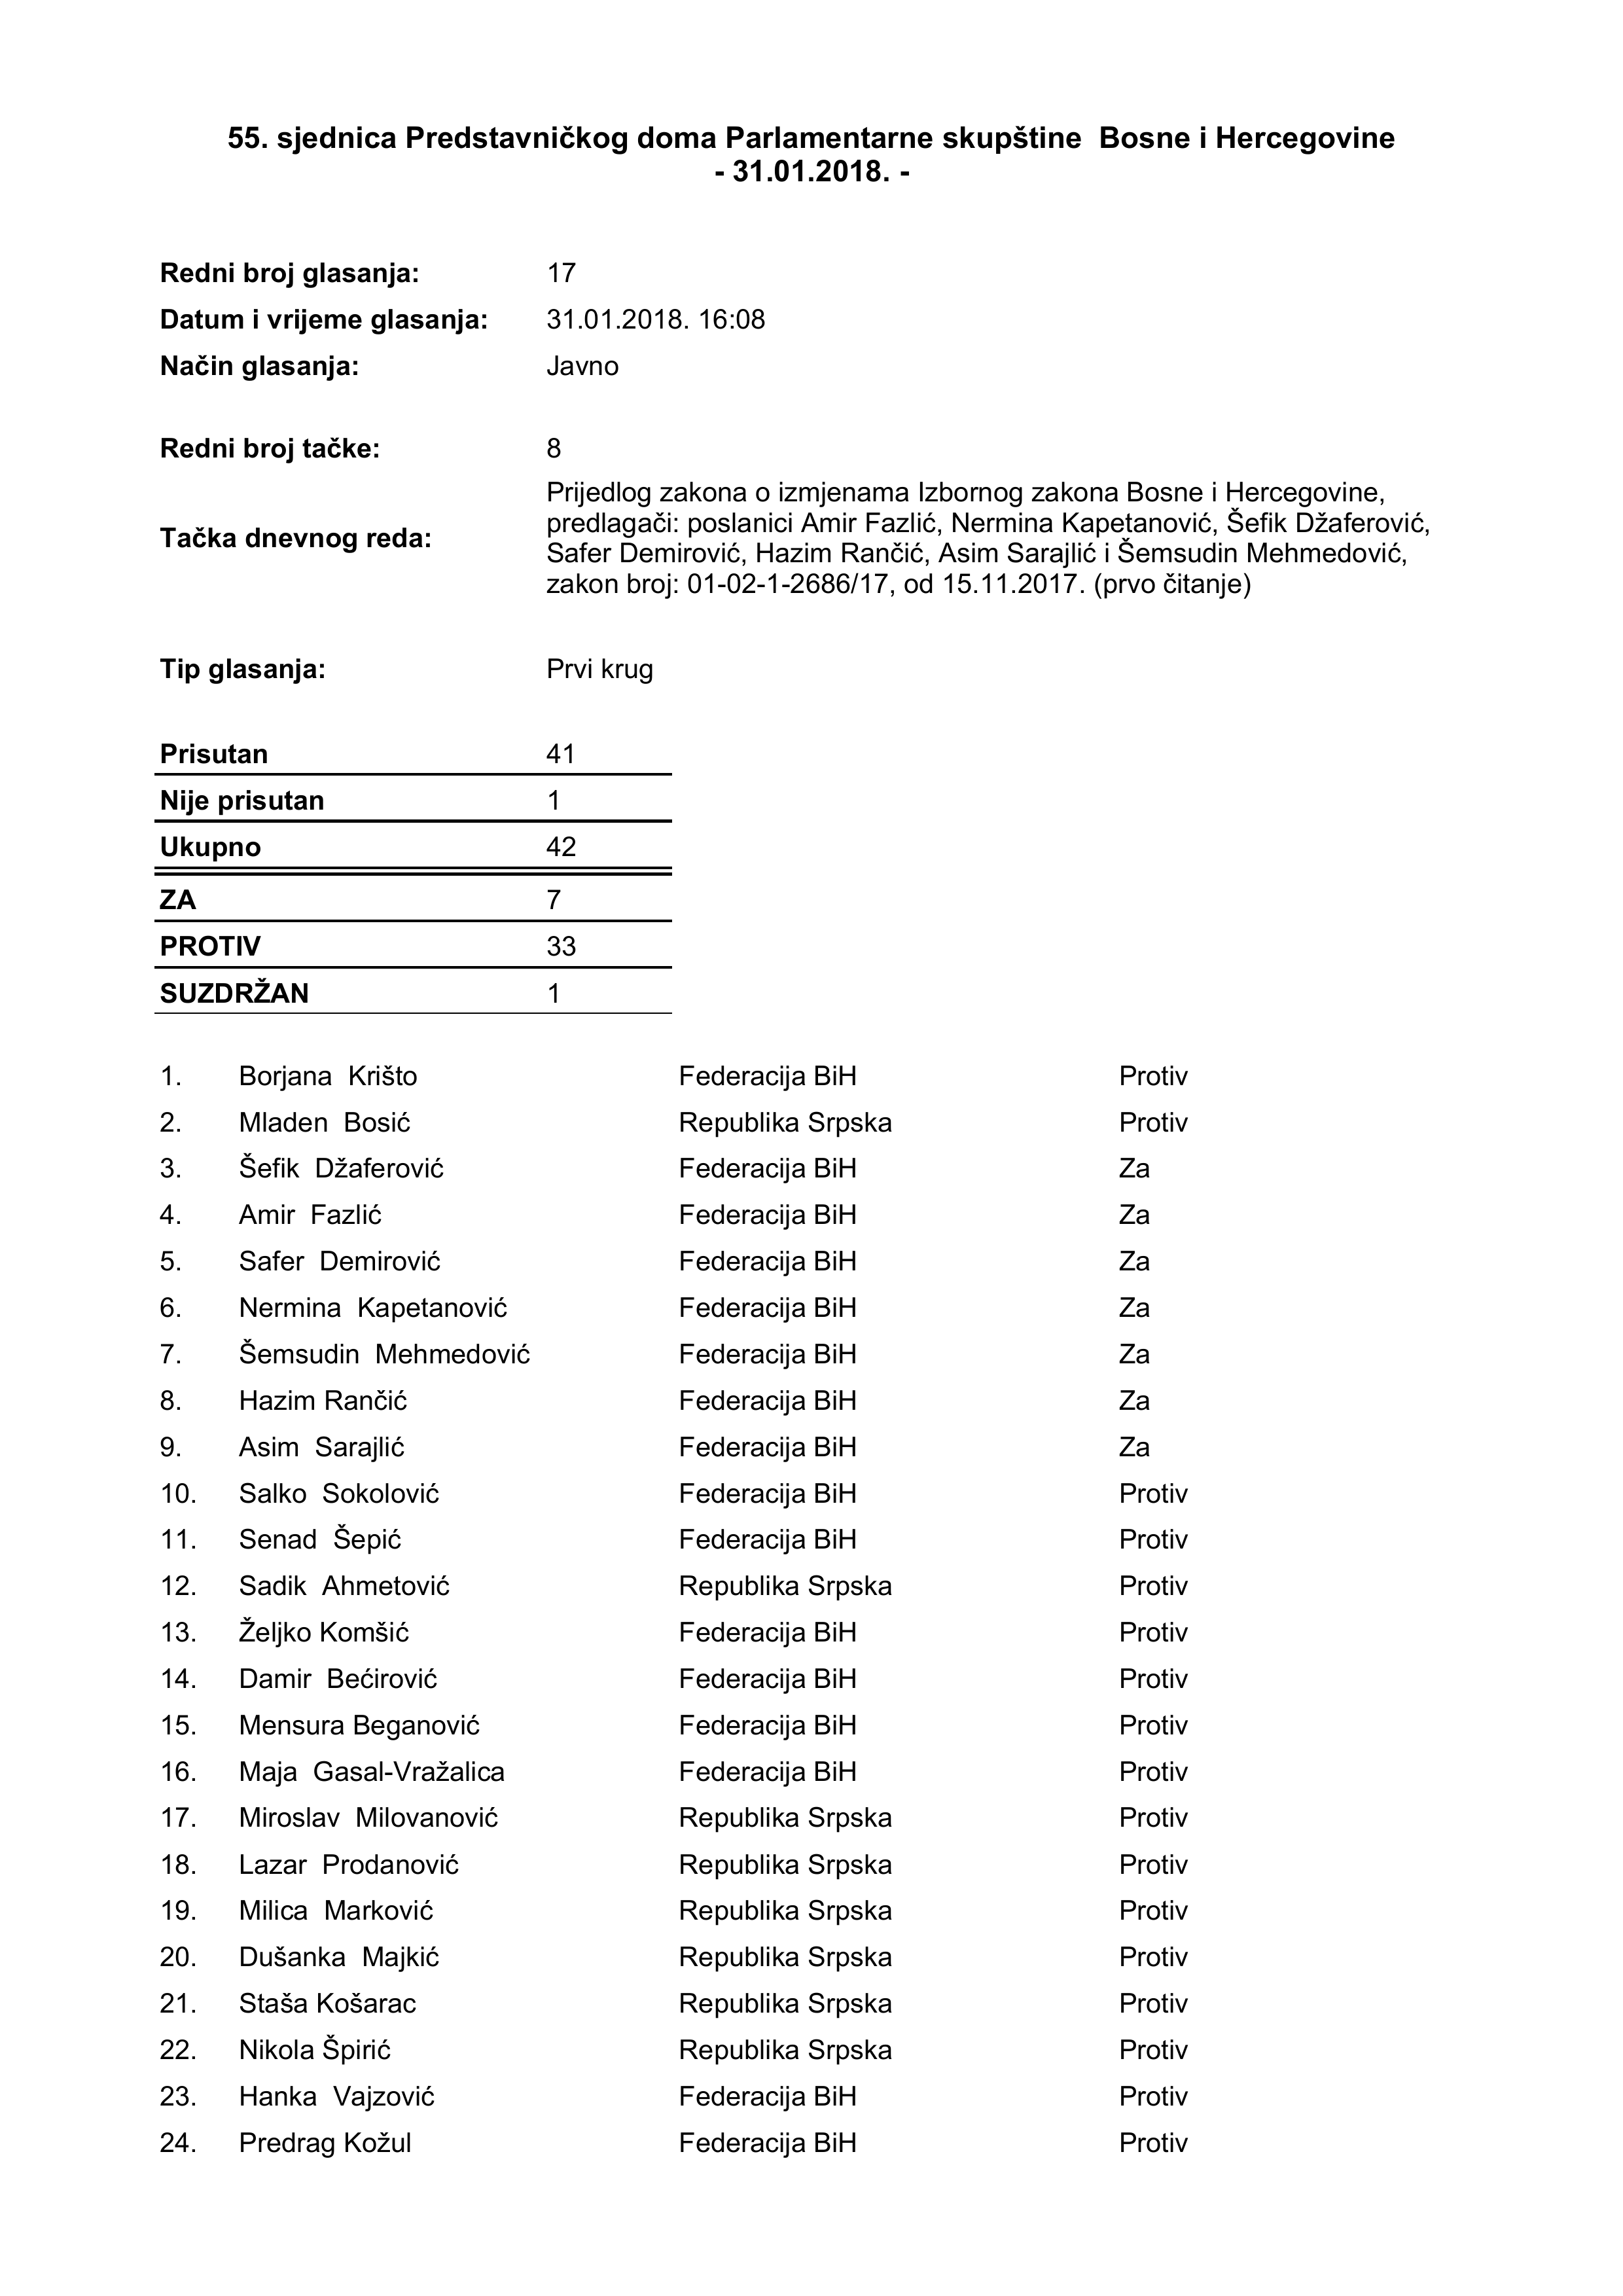 55. sjednica Predstavničkog doma Parlamentarne skupštine  Bosne i Hercegovine
- 31.01.2018. -
Redni broj glasanja: 17
Datum i vrijeme glasanja: 31.01.2018. 16:08
Način glasanja: Javno
Redni broj tačke: 8
Tačka dnevnog reda: Prijedlog zakona o izmjenama Izbornog zakona Bosne i Hercegovine,
predlagači: poslanici Amir Fazlić, Nermina Kapetanović, Šefik Džaferović,
Safer Demirović, Hazim Rančić, Asim Sarajlić i Šemsudin Mehmedović,
zakon broj: 01-02-1-2686/17, od 15.11.2017. (prvo čitanje)
Tip glasanja: Prvi krug
Prisutan 41
Nije prisutan 1
Ukupno 42
ZA 7
PROTIV 33
SUZDRŽAN 1
1. Borjana  Krišto Federacija BiH Protiv
2. Mladen  Bosić Republika Srpska Protiv
3. Šefik  Džaferović Federacija BiH Za
4. Amir  Fazlić Federacija BiH Za
5. Safer  Demirović Federacija BiH Za
6. Nermina  Kapetanović Federacija BiH Za
7. Šemsudin  Mehmedović Federacija BiH Za
8. Hazim Rančić Federacija BiH Za
9. Asim  Sarajlić Federacija BiH Za
10. Salko  Sokolović Federacija BiH Protiv
11. Senad  Šepić Federacija BiH Protiv
12. Sadik  Ahmetović Republika Srpska Protiv
13. Željko Komšić Federacija BiH Protiv
14. Damir  Bećirović Federacija BiH Protiv
15. Mensura Beganović Federacija BiH Protiv
16. Maja  Gasal-Vražalica Federacija BiH Protiv
17. Miroslav  Milovanović Republika Srpska Protiv
18. Lazar  Prodanović Republika Srpska Protiv
19. Milica  Marković Republika Srpska Protiv
20. Dušanka  Majkić Republika Srpska Protiv
21. Staša Košarac Republika Srpska Protiv
22. Nikola Špirić Republika Srpska Protiv
23. Hanka  Vajzović Federacija BiH Protiv
24. Predrag Kožul Federacija BiH Protiv